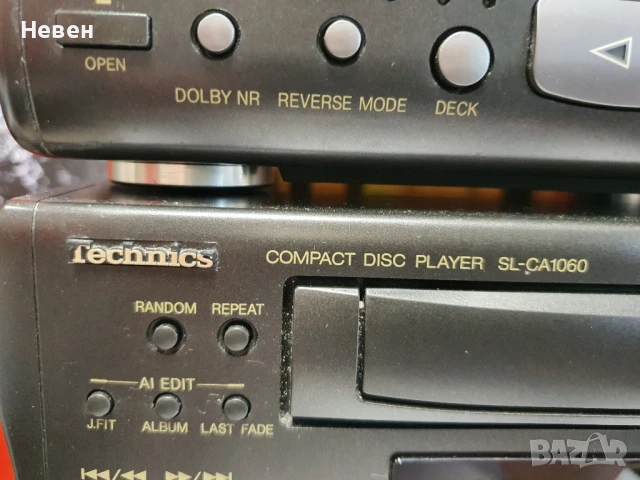 Невен
OPEN
DOLBY NR REVERSE MODE DECK
Technics
COMPACT DISC PLAYER SL-CA1060
RANDOM REPEAT
AI EDIT
J.FIT ALBUM LAST FADE
BAZAR